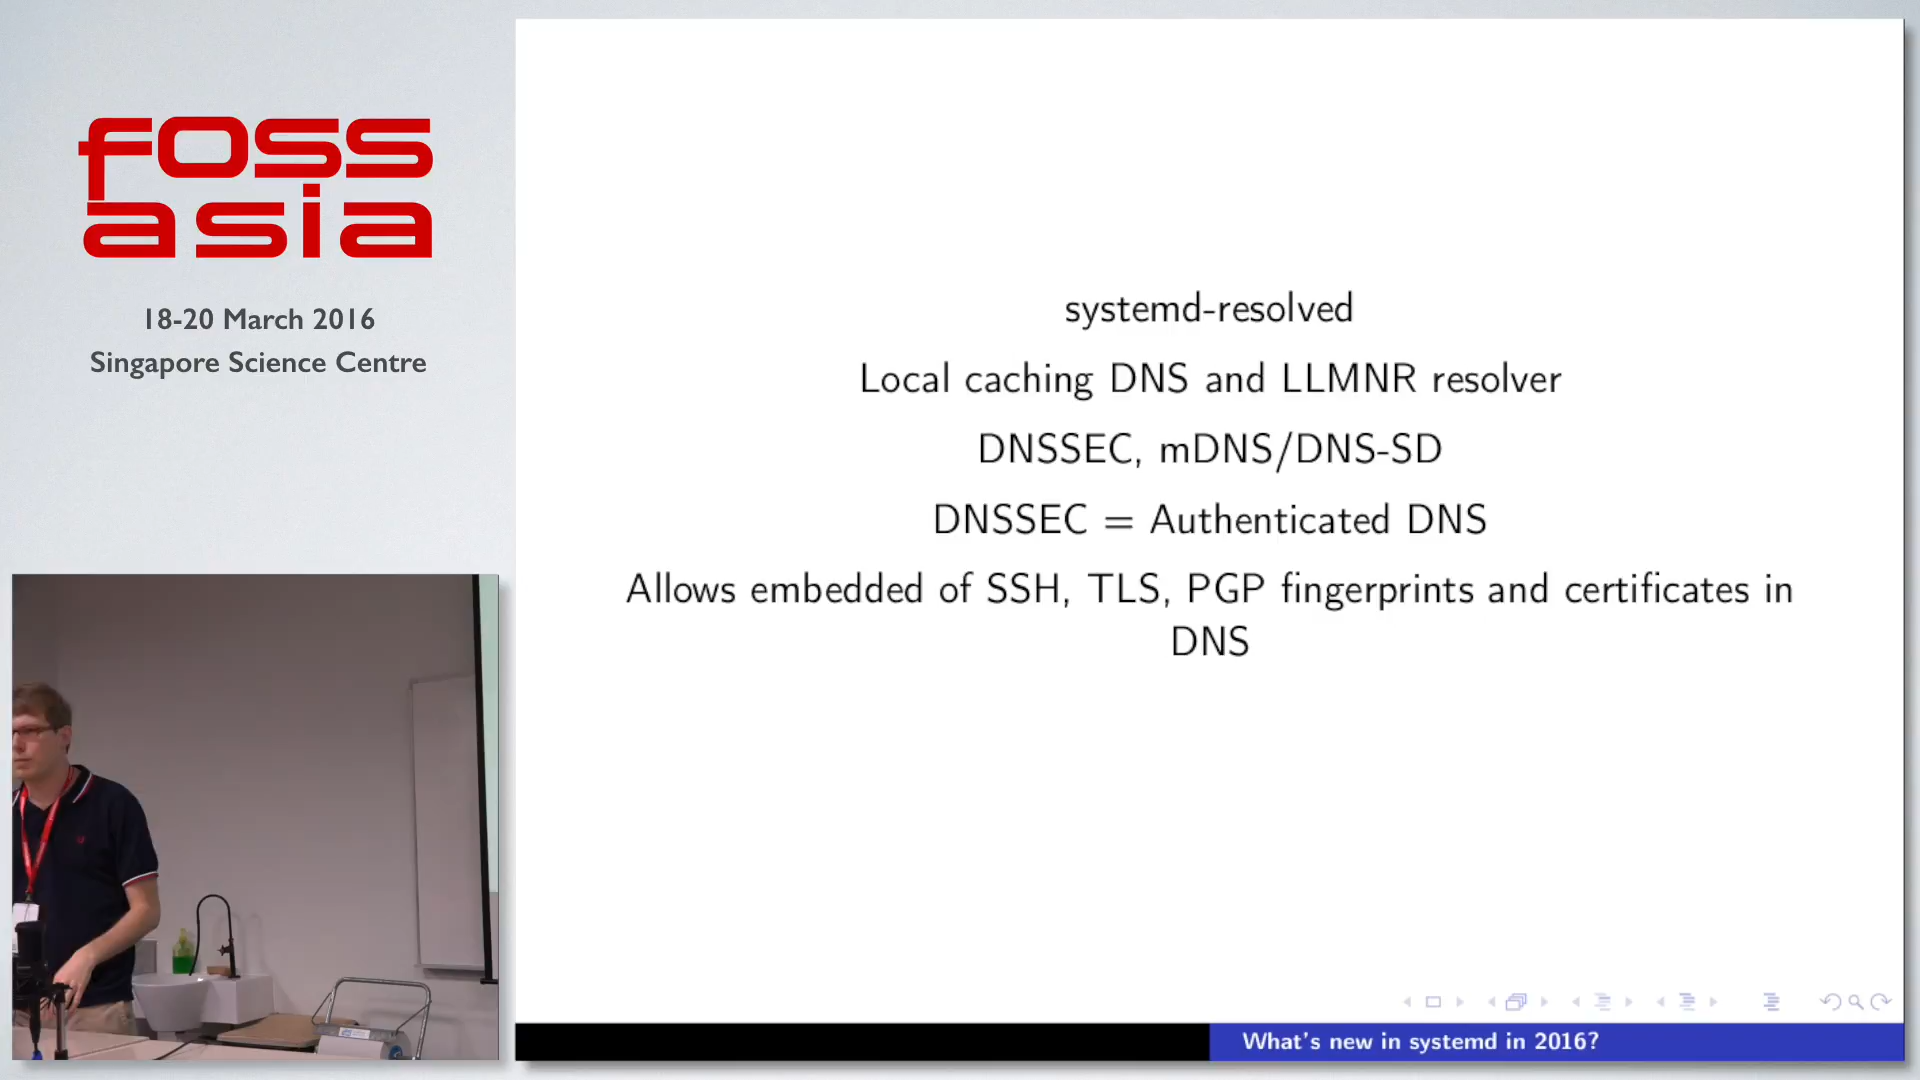 foss
asia
18-20 March 2016
Singapore Science Centre
systemd-resolved
Local caching DNS and LLMNR resolver
DNSSEC, mDNS/DNS-SD
DNSSEC = Authenticated DNS
Allows embedded of SSH, TLS, PGP fingerprints and certificates in
DNS
What's new in systemd in 2016?